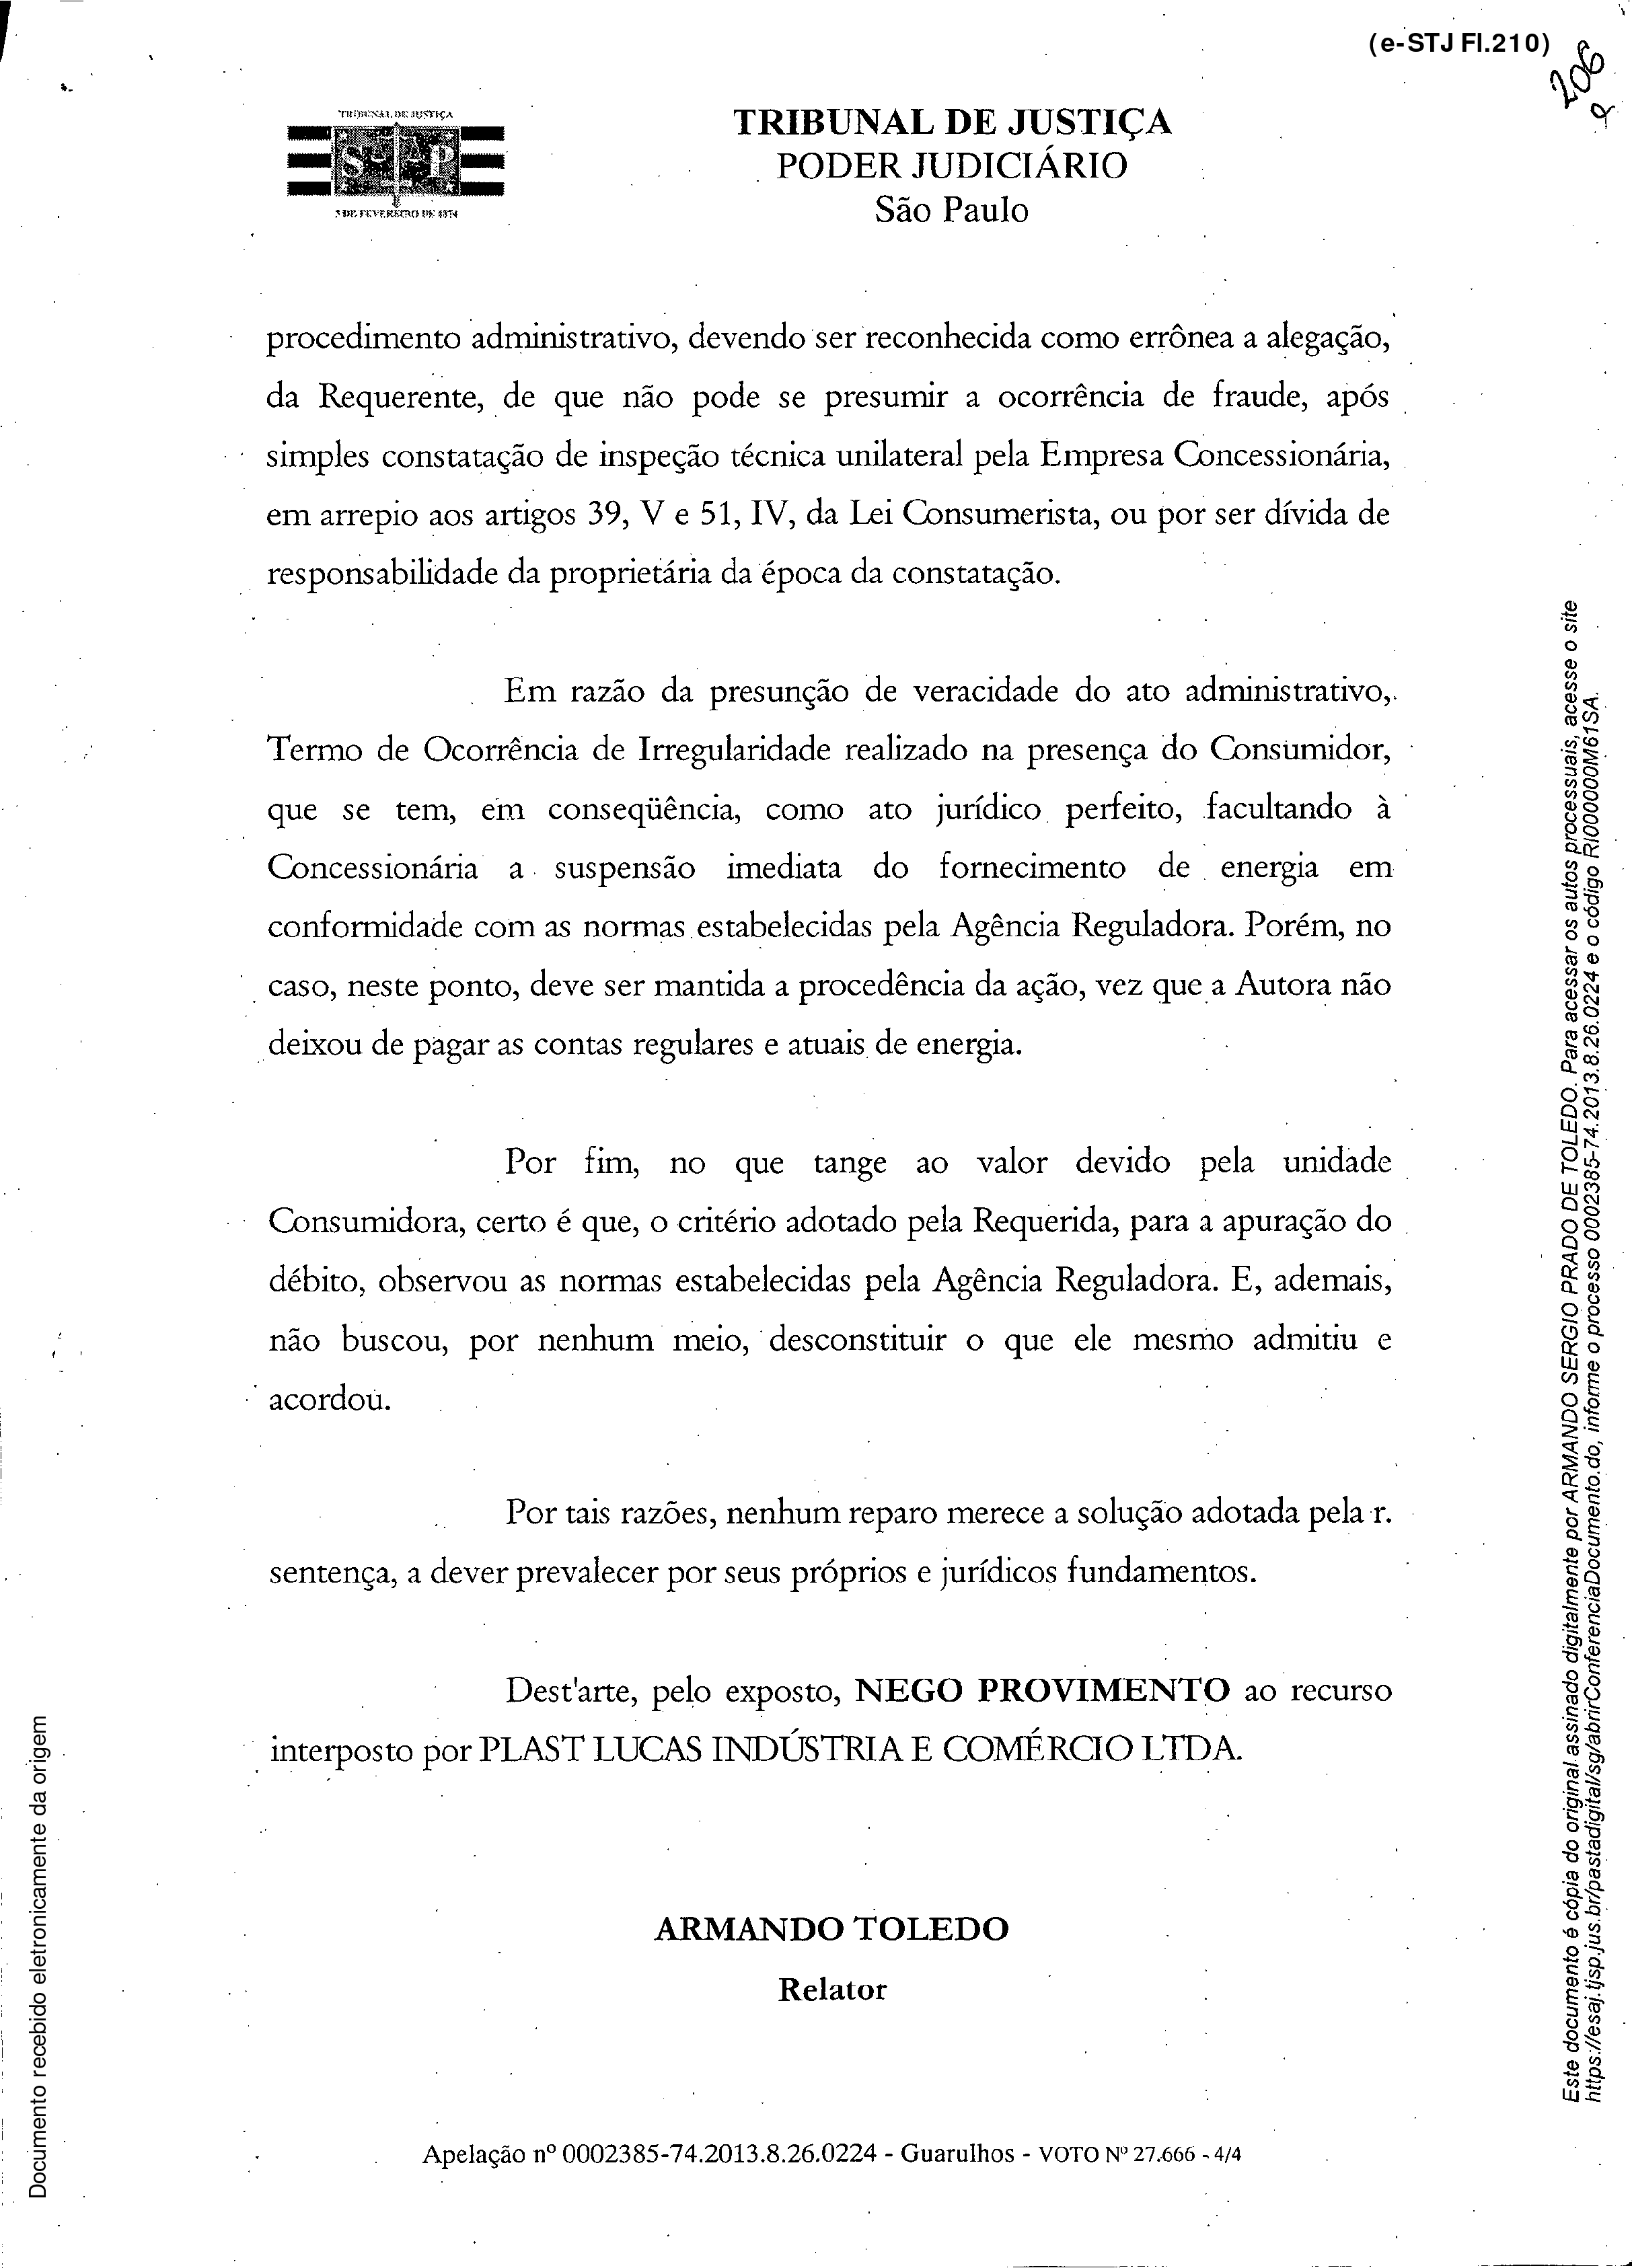 (e-STJ Fl.210)
206
TRIBUNAL DE JUSTIÇA
S P
3 DE FEVEREIRO DE 1874
TRIBUNAL DE JUSTIÇA
PODER JUDICIÁRIO
São Paulo
procedimento administrativo, devendo ser reconhecida como errônea a alegação,
da Requerente, de que não pode se presumir a ocorrência de fraude, após
simples constatação de inspeção técnica unilateral pela Empresa Concessionária,
em arrepio aos artigos 39, V e 51, IV, da Lei Consumerista, ou por ser dívida de
responsabilidade da proprietária da época da constatação.
Em razão da presunção de veracidade do ato administrativo,
Termo de Ocorrência de Irregularidade realizado na presença do Consumidor,
que se tem, em conseqüência, como ato jurídico perfeito, facultando à
Concessionária a suspensão imediata do fornecimento de energia em
conformidade com as normas estabelecidas pela Agência Reguladora. Porém, no
caso, neste ponto, deve ser mantida a procedência da ação, vez que a Autora não
deixou de pagar as contas regulares e atuais de energia.
Por fim, no que tange ao valor devido pela unidade
Consumidora, certo é que, o critério adotado pela Requerida, para a apuração do
débito, observou as normas estabelecidas pela Agência Reguladora. E, ademais,
não buscou, por nenhum meio, desconstituir o que ele mesmo admitiu e
acordou.
Por tais razões, nenhum reparo merece a solução adotada pela r.
sentença, a dever prevalecer por seus próprios e jurídicos fundamentos.
Dest'arte, pelo exposto, NEGO PROVIMENTO ao recurso
interposto por PLAST LUCAS INDÚSTRIA E COMÉRCIO LTDA.
ARMANDO TOLEDO
Relator
Apelação nº 0002385-74.2013.8.26.0224 - Guarulhos - VOTO Nº 27.666 - 4/4
Documento recebido eletronicamente da origem
Este documento é cópia do original assinado digitalmente por ARMANDO SERGIO PRADO DE TOLEDO. Para acessar os autos processuais, acesse o site
https://esaj.tjsp.jus.br/pastadigital/sg/abrirConferenciaDocumento.do, informe o processo 0002385-74.2013.8.26.0224 e o código RI000000M61SA.